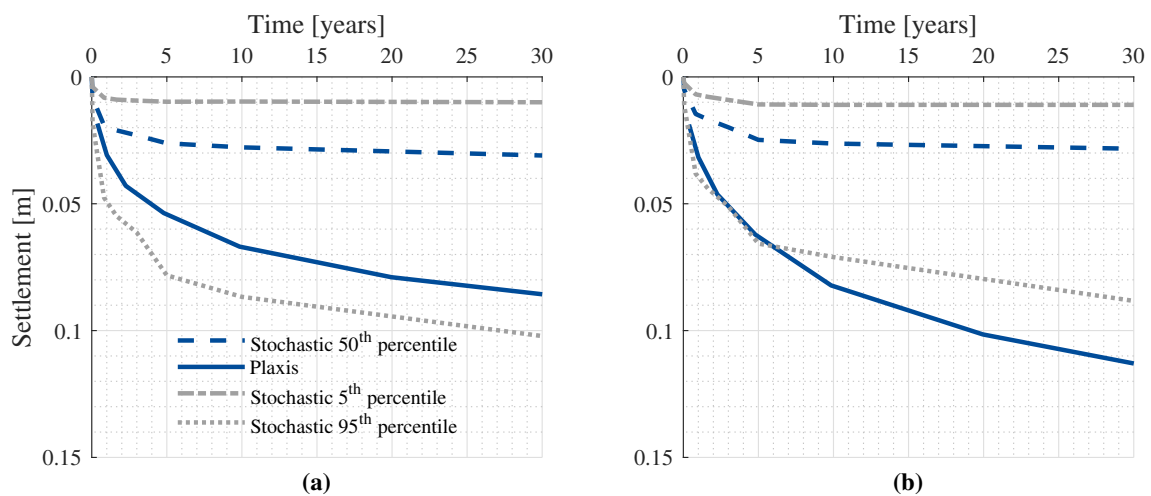 Time [years]
0 5 10 15 20 25 30
0
0.05
0.1
0.15
Settlement [m]
Stochastic 50th percentile
Plaxis
Stochastic 5th percentile
Stochastic 95th percentile
(a)
Time [years]
0 5 10 15 20 25 30
0
0.05
0.1
0.15
(b)